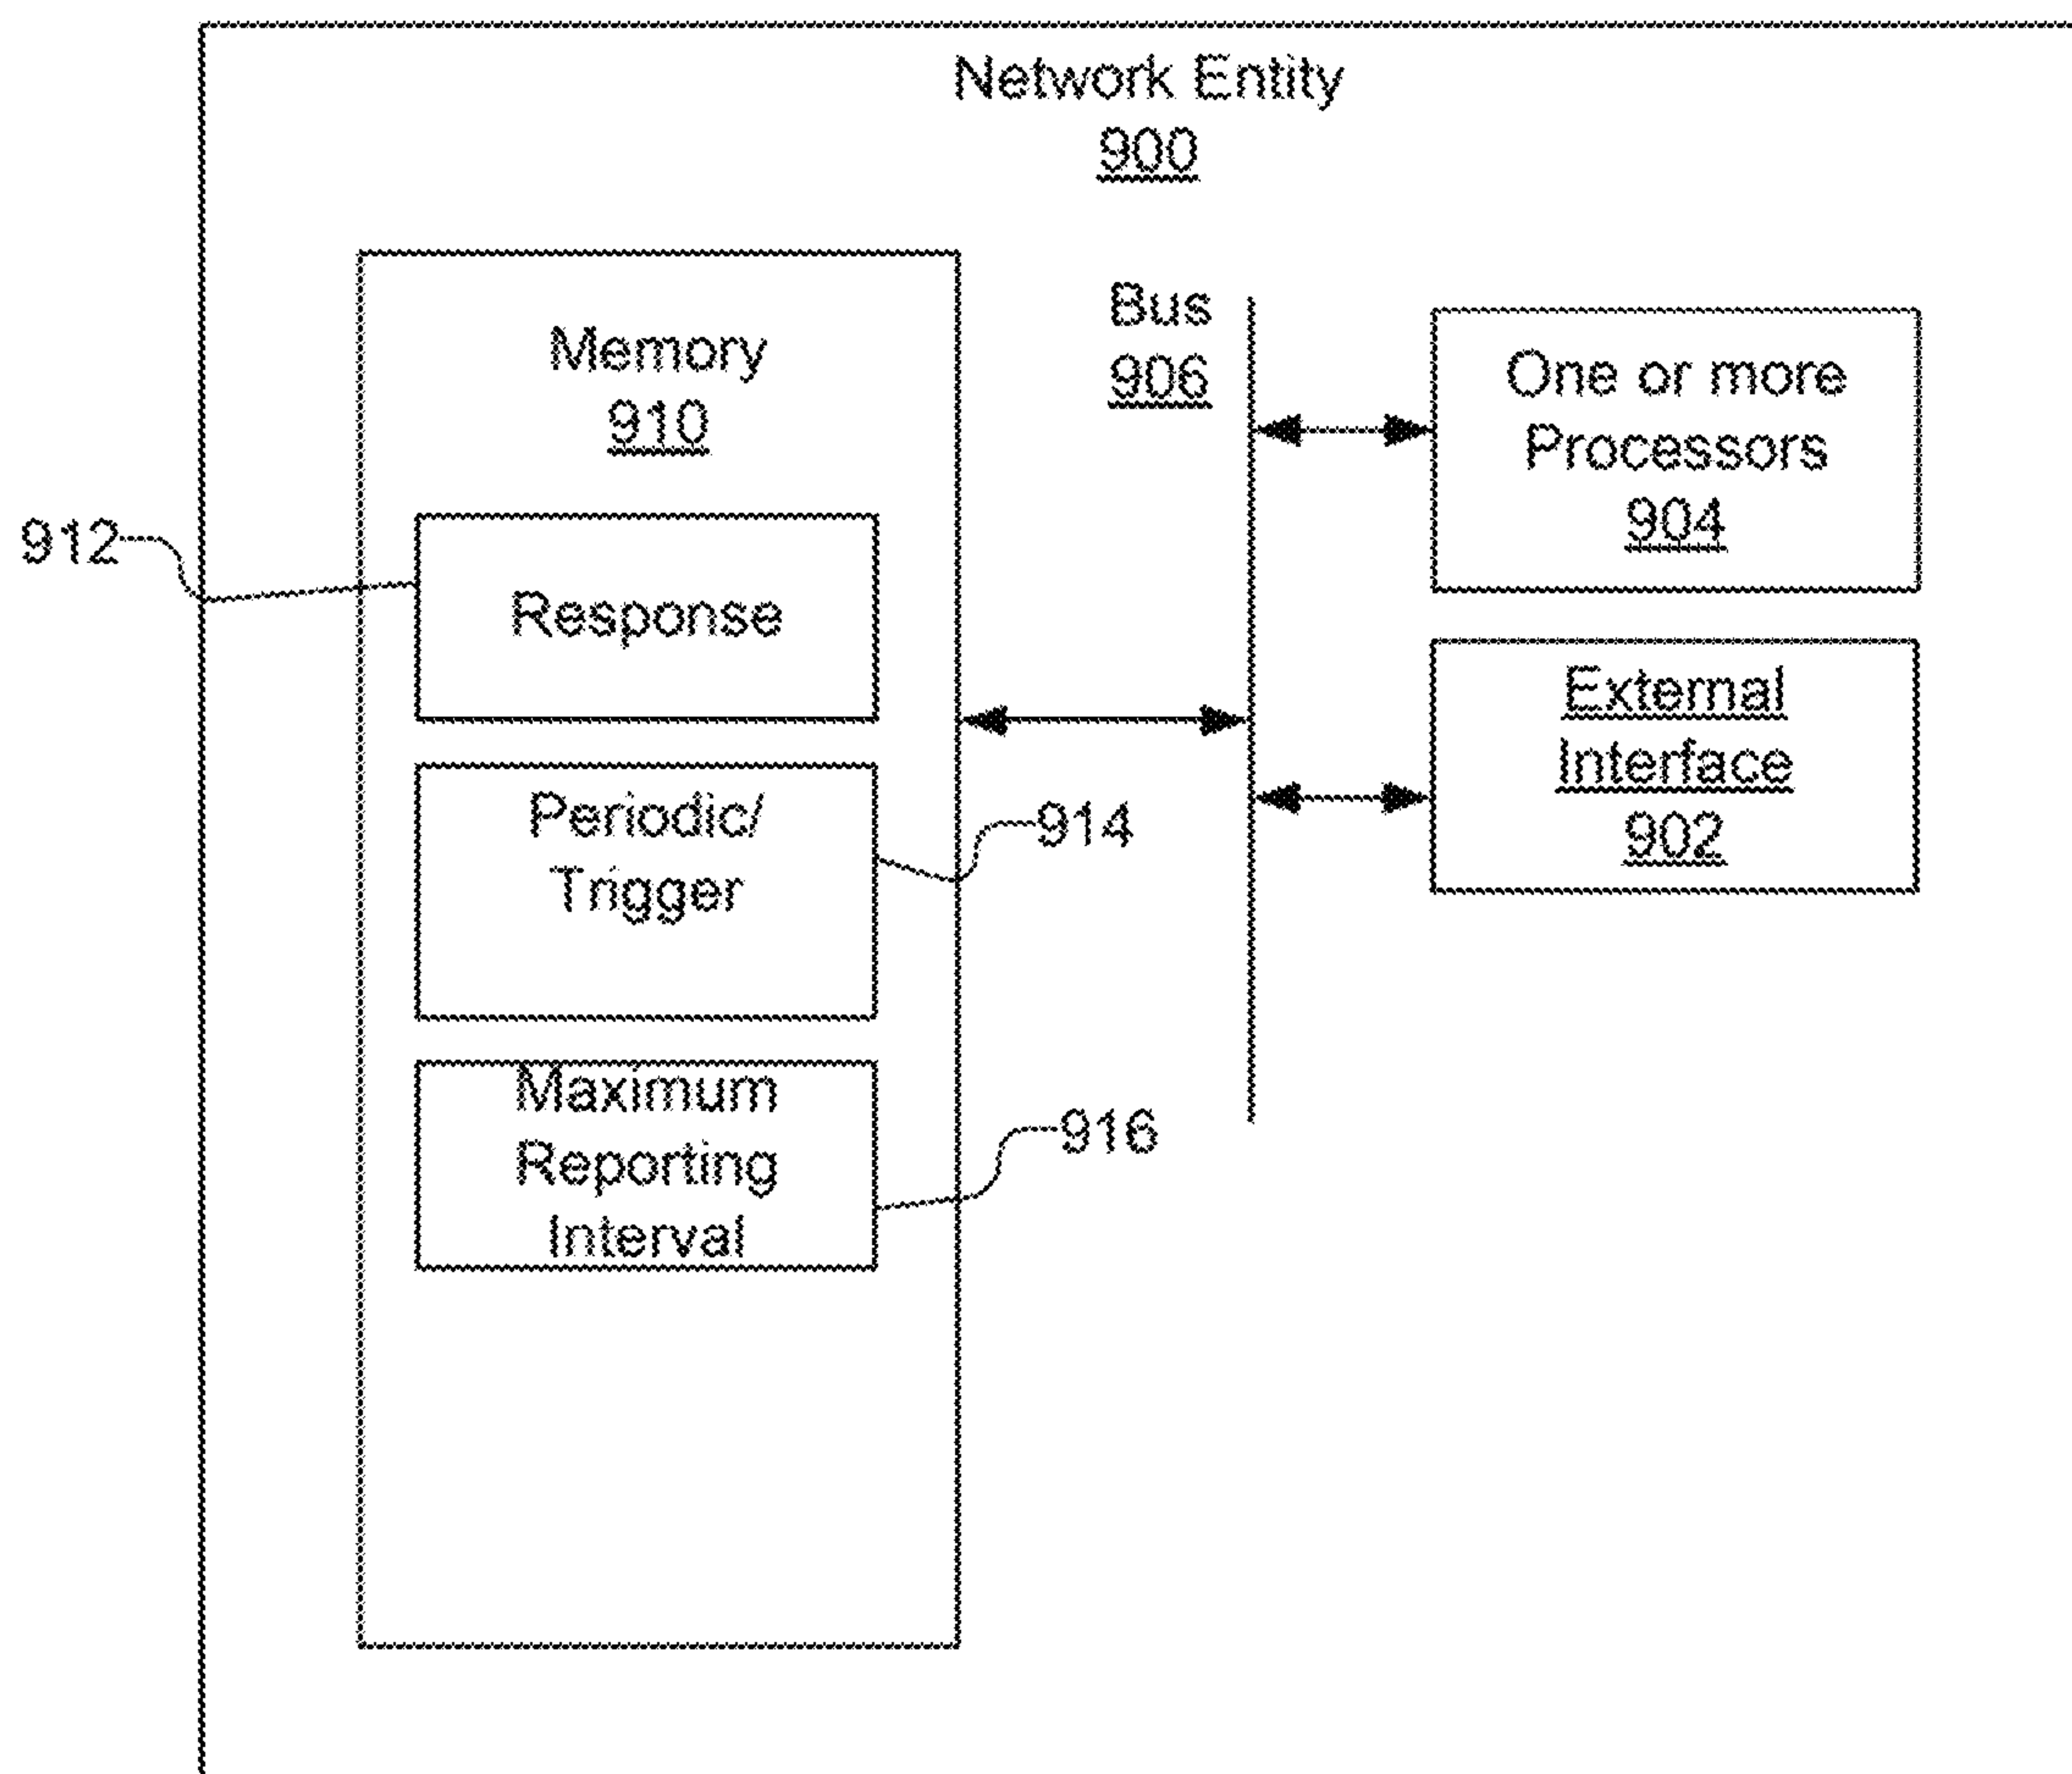 Network Entity
900
Memory
910
Bus
906
One or more
Processors
904
912
Response
External
Interface
902
Periodic/
Trigger
914
Maximum
Reporting
Interval
916